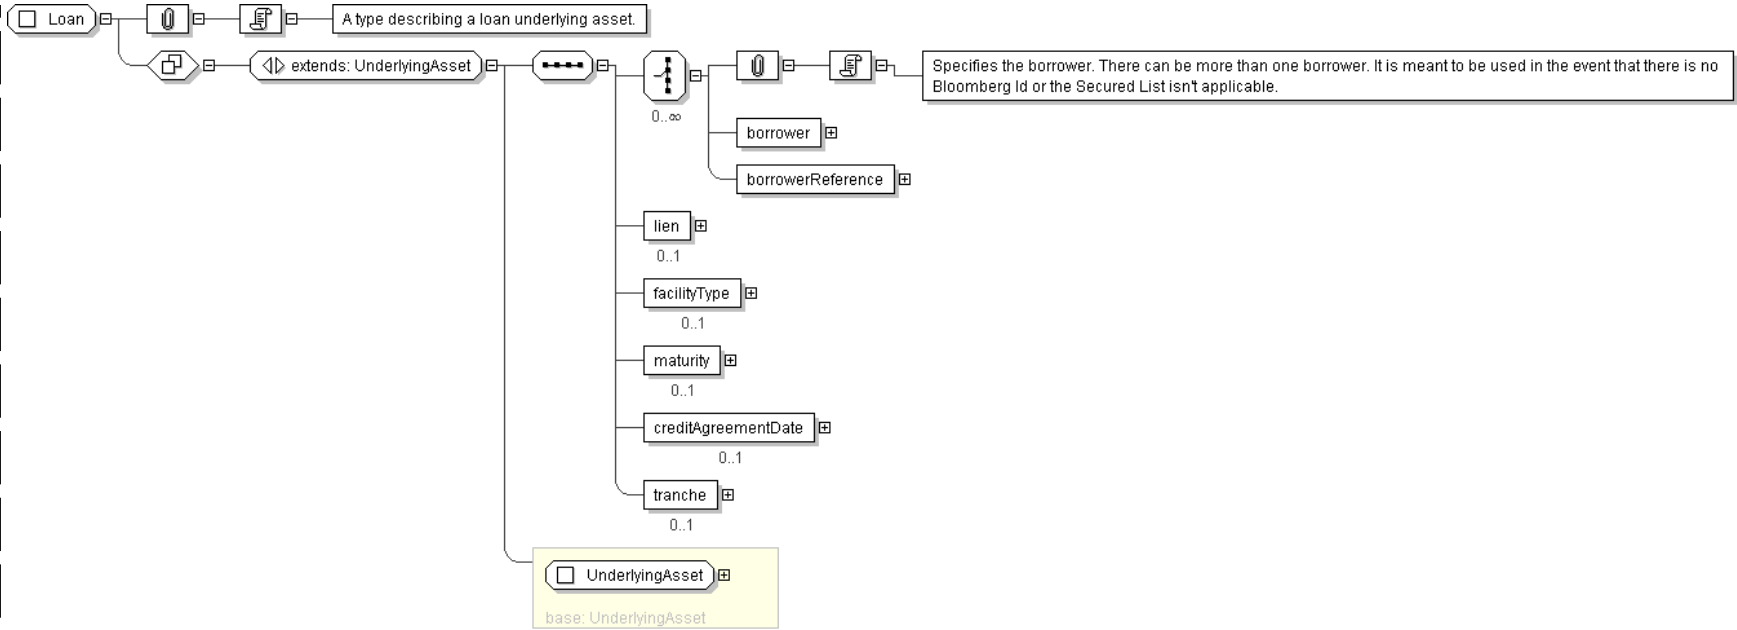 Loan
A type describing a loan underlying asset.
extends: UnderlyingAsset
Specifies the borrower. There can be more than one borrower. It is meant to be used in the event that there is no
Bloomberg Id or the Secured List isn't applicable.
0..∞
borrower
borrowerReference
lien
0..1
facilityType
0..1
maturity
0..1
creditAgreementDate
0..1
tranche
0..1
UnderlyingAsset
base: UnderlyingAsset